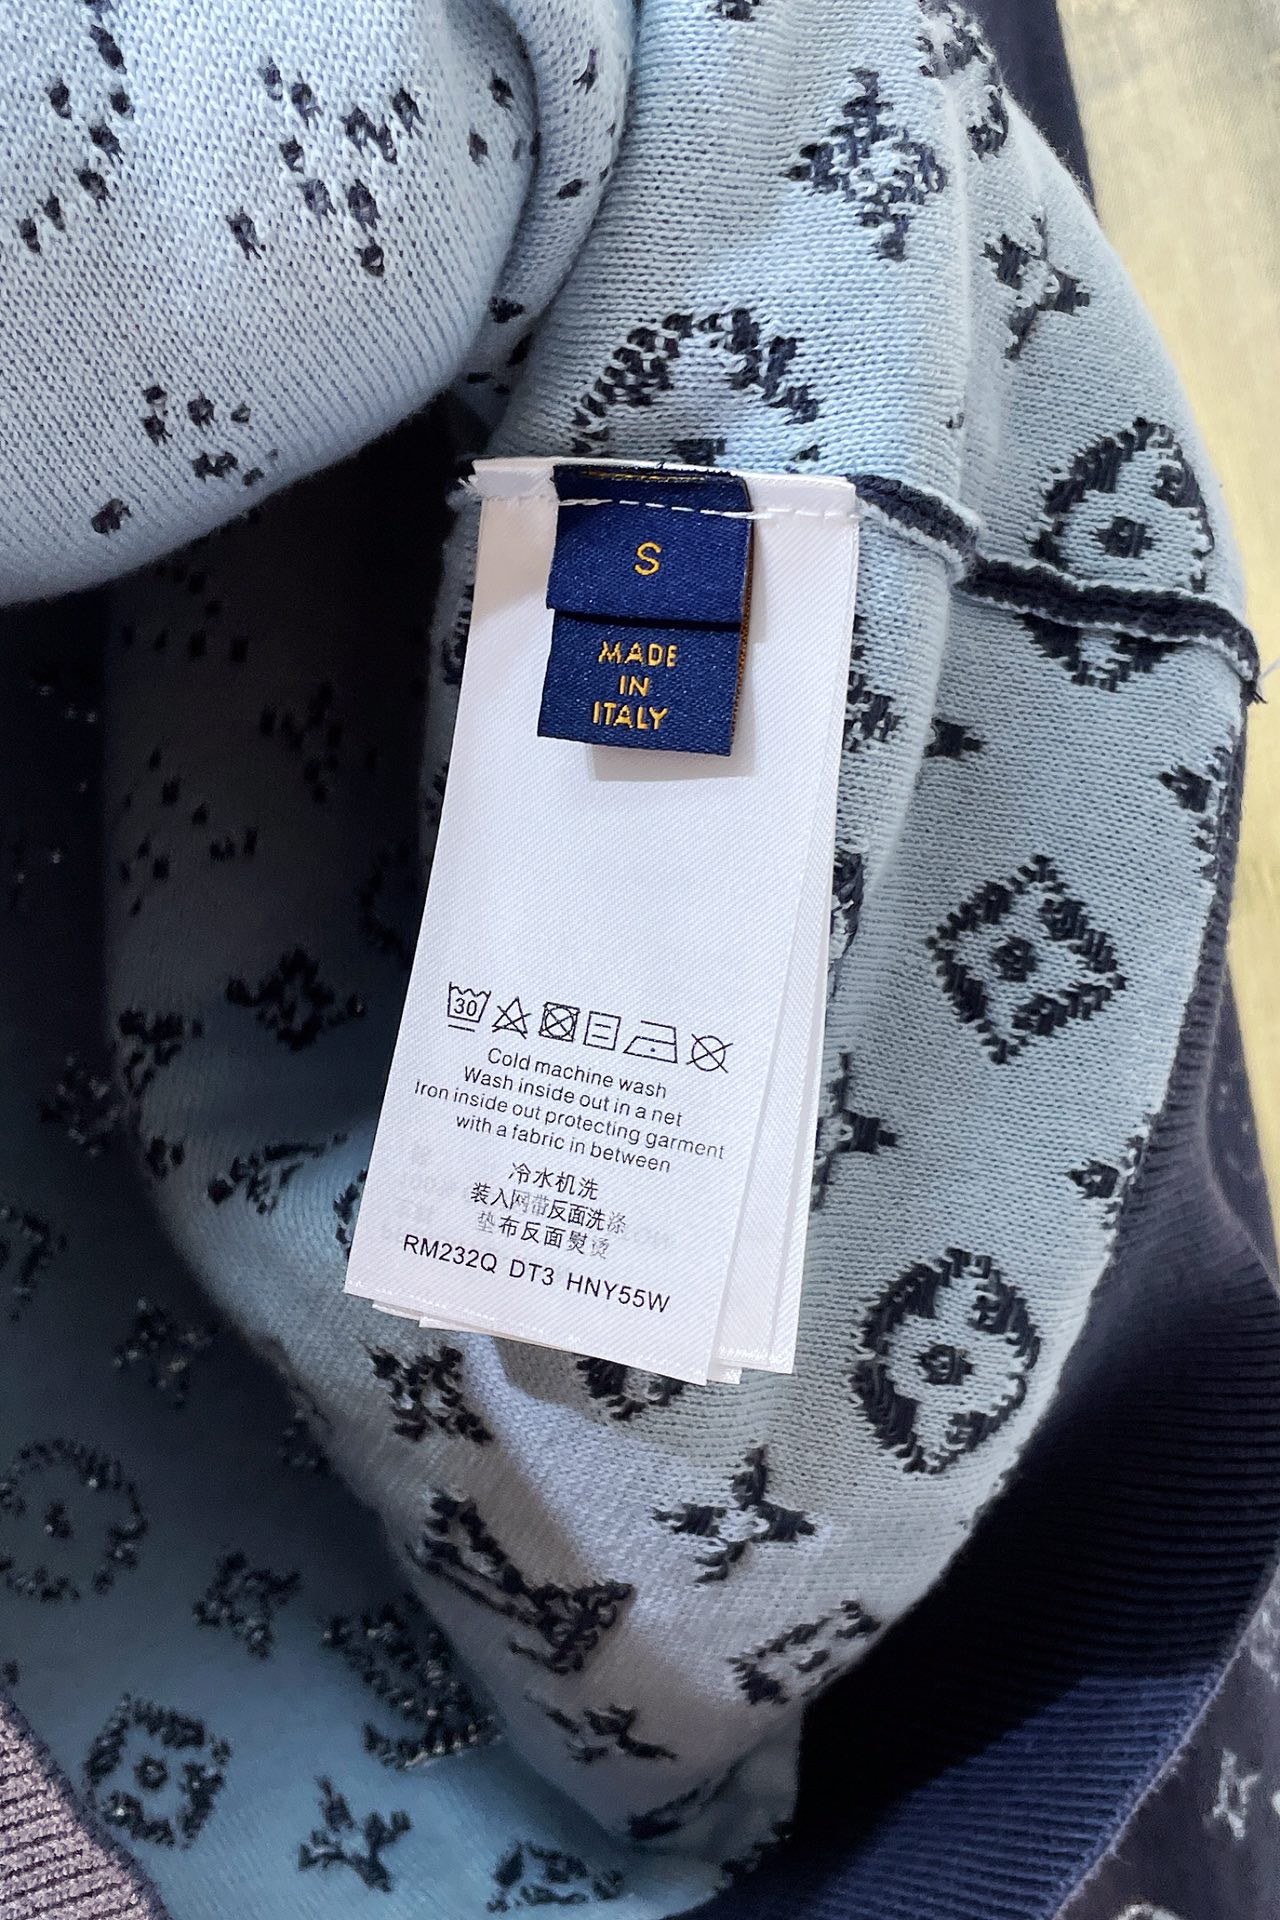 S
MADE
IN
ITALY
30
Cold machine wash
Wash inside out in a net
Iron inside out protecting garment
with a fabric in between
冷水机洗
装入网带反面洗涤
垫布反面熨烫
RM232Q DT3 HNY55W